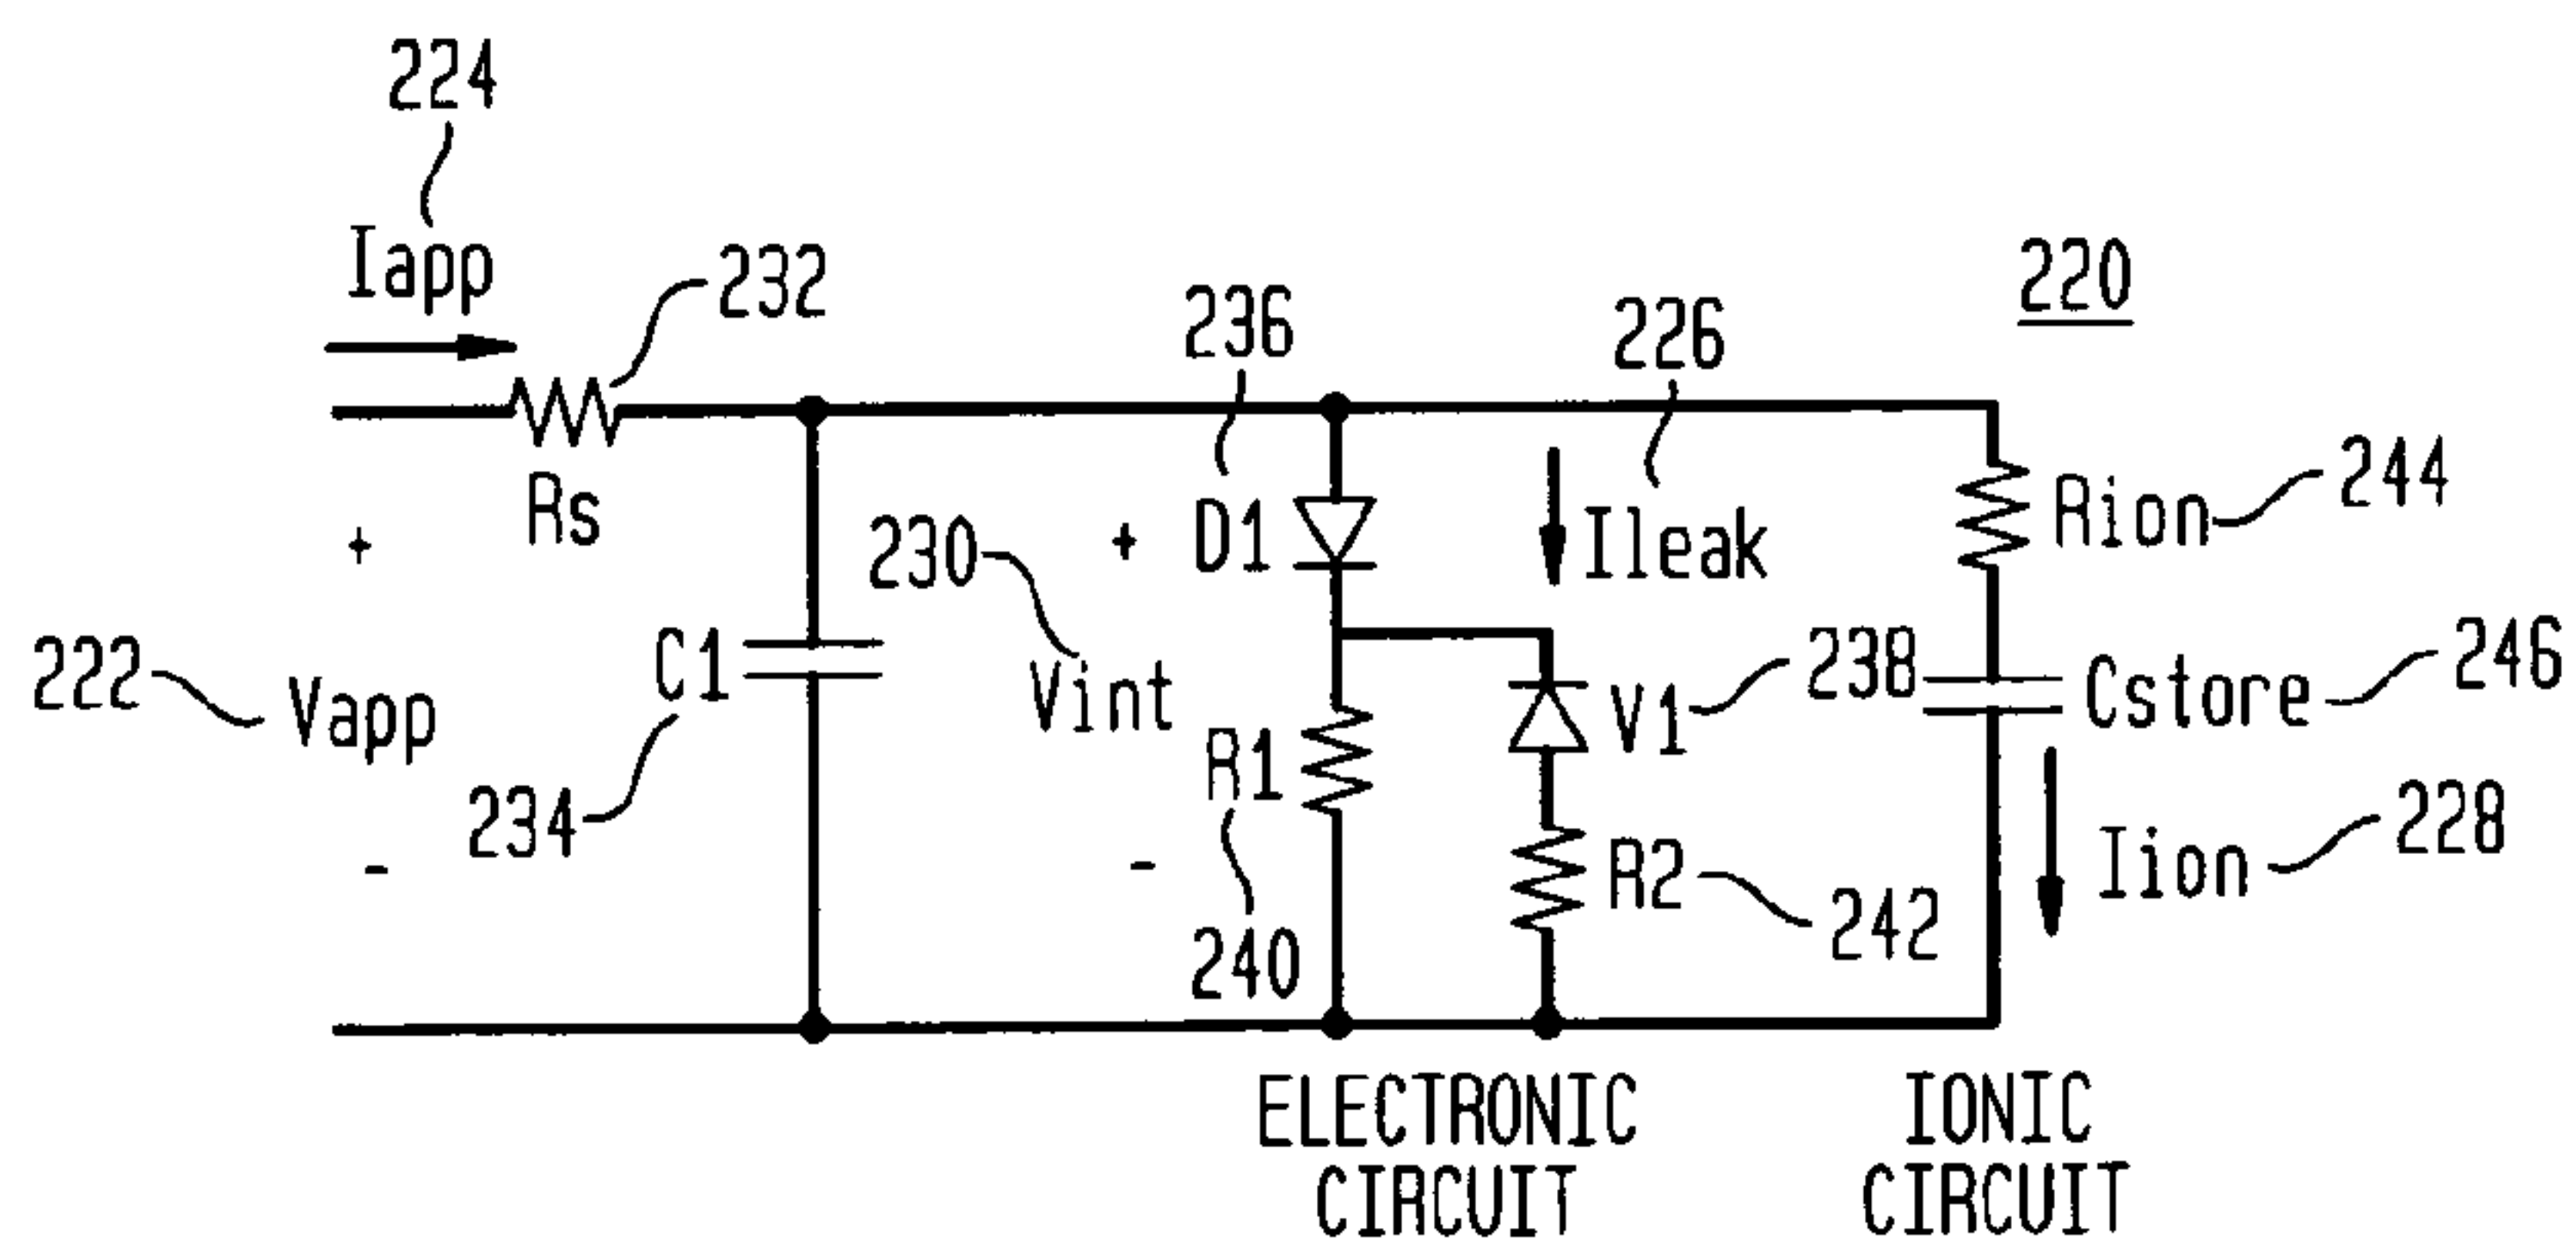 224
Iapp
232
220
236
226
Rs
+
230
+
D1
Ileak
Rion
244
222
Vapp
C1
Vint
R1
V1
238
Cstore
246
234
-
-
240
R2
242
Iion
228
ELECTRONIC
CIRCUIT
IONIC
CIRCUIT